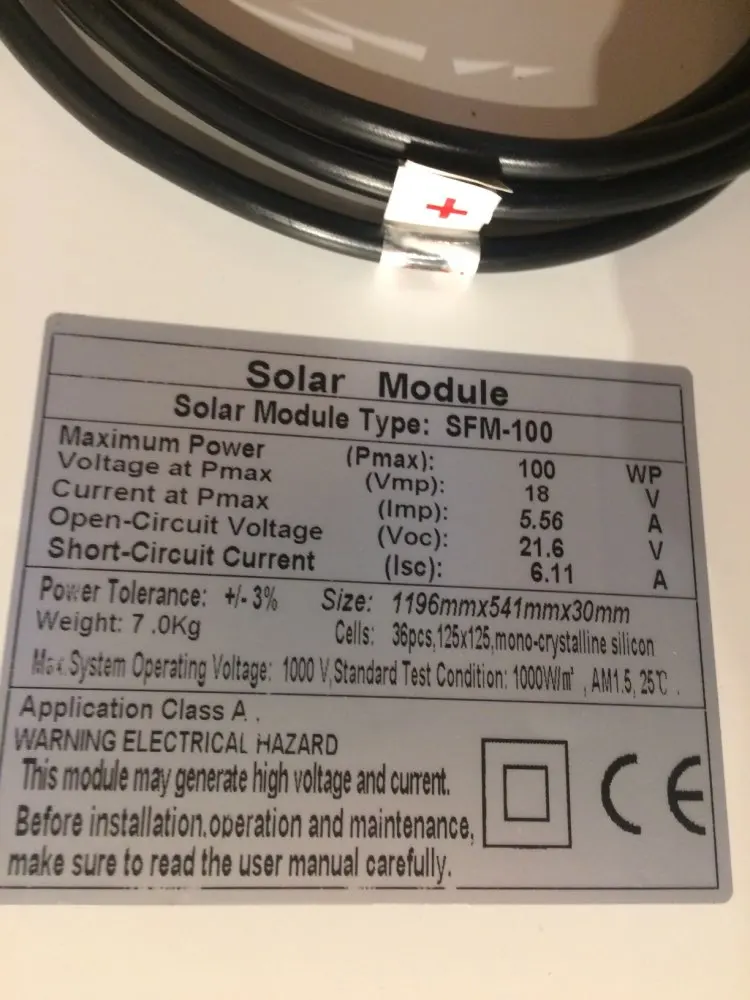 +
Solar Module
Solar Module Type: SFM-100
Maximum Power (Pmax): 100 WP
Voltage at Pmax (Vmp): 18 V
Current at Pmax (Imp): 5.56 A
Open-Circuit Voltage (Voc): 21.6 V
Short-Circuit Current (Isc): 6.11 A
Power Tolerance: +/- 3% Size: 1196mmx541mmx30mm
Weight: 7 .0Kg Cells: 36pcs,125x125,mono-crystalline silicon
Max.System Operating Voltage: 1000 V,Standard Test Condition: 1000W/m² , AM1.5, 25℃ .
Application Class A .
WARNING ELECTRICAL HAZARD
This module may generate high voltage and current.
Before installation.operation and maintenance,
make sure to read the user manual carefully.
CE